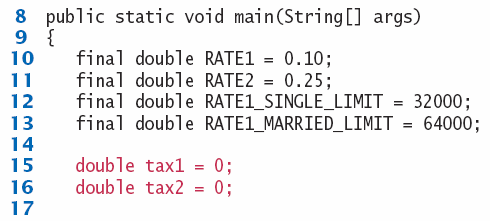 8 public static void main(String[] args)
9 {
10 final double RATE1 = 0.10;
11 final double RATE2 = 0.25;
12 final double RATE1_SINGLE_LIMIT = 32000;
13 final double RATE1_MARRIED_LIMIT = 64000;
14
15 double tax1 = 0;
16 double tax2 = 0;
17